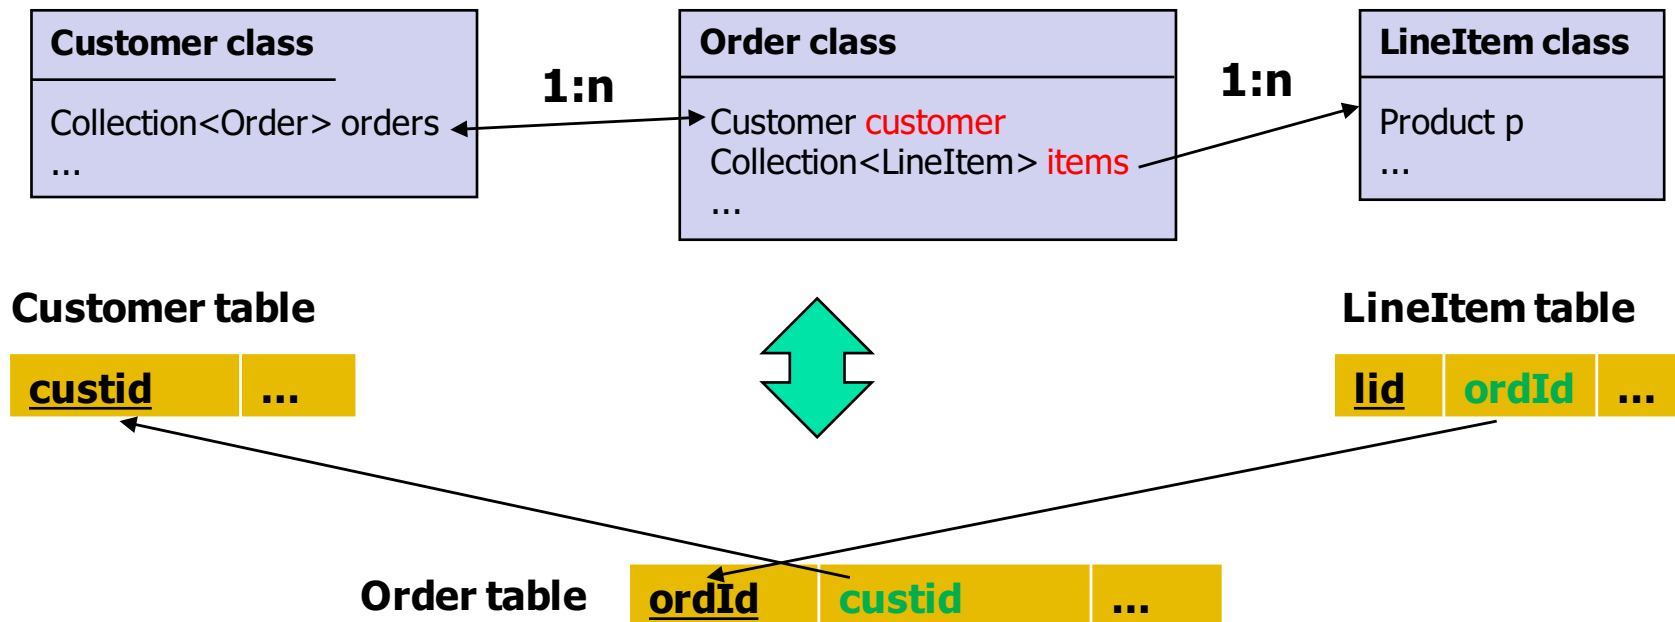 Customer class
Collection<Order> orders
...
1:n
Order class
Customer customer
Collection<LineItem> items
...
1:n
LineItem class
Product p
...
Customer table
custid ...
LineItem table
lid ordId ...
Order table
ordId custid ...